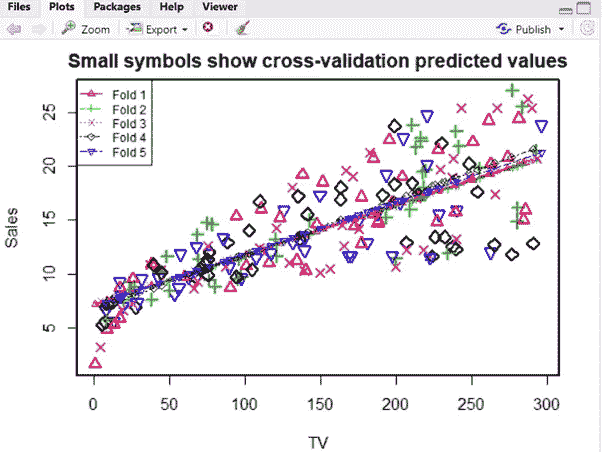 Files Plots Packages Help Viewer
Zoom Export Publish
Small symbols show cross-validation predicted values
Fold 1
Fold 2
Fold 3
Fold 4
Fold 5
Sales
25
20
15
10
5
0 50 100 150 200 250 300
TV